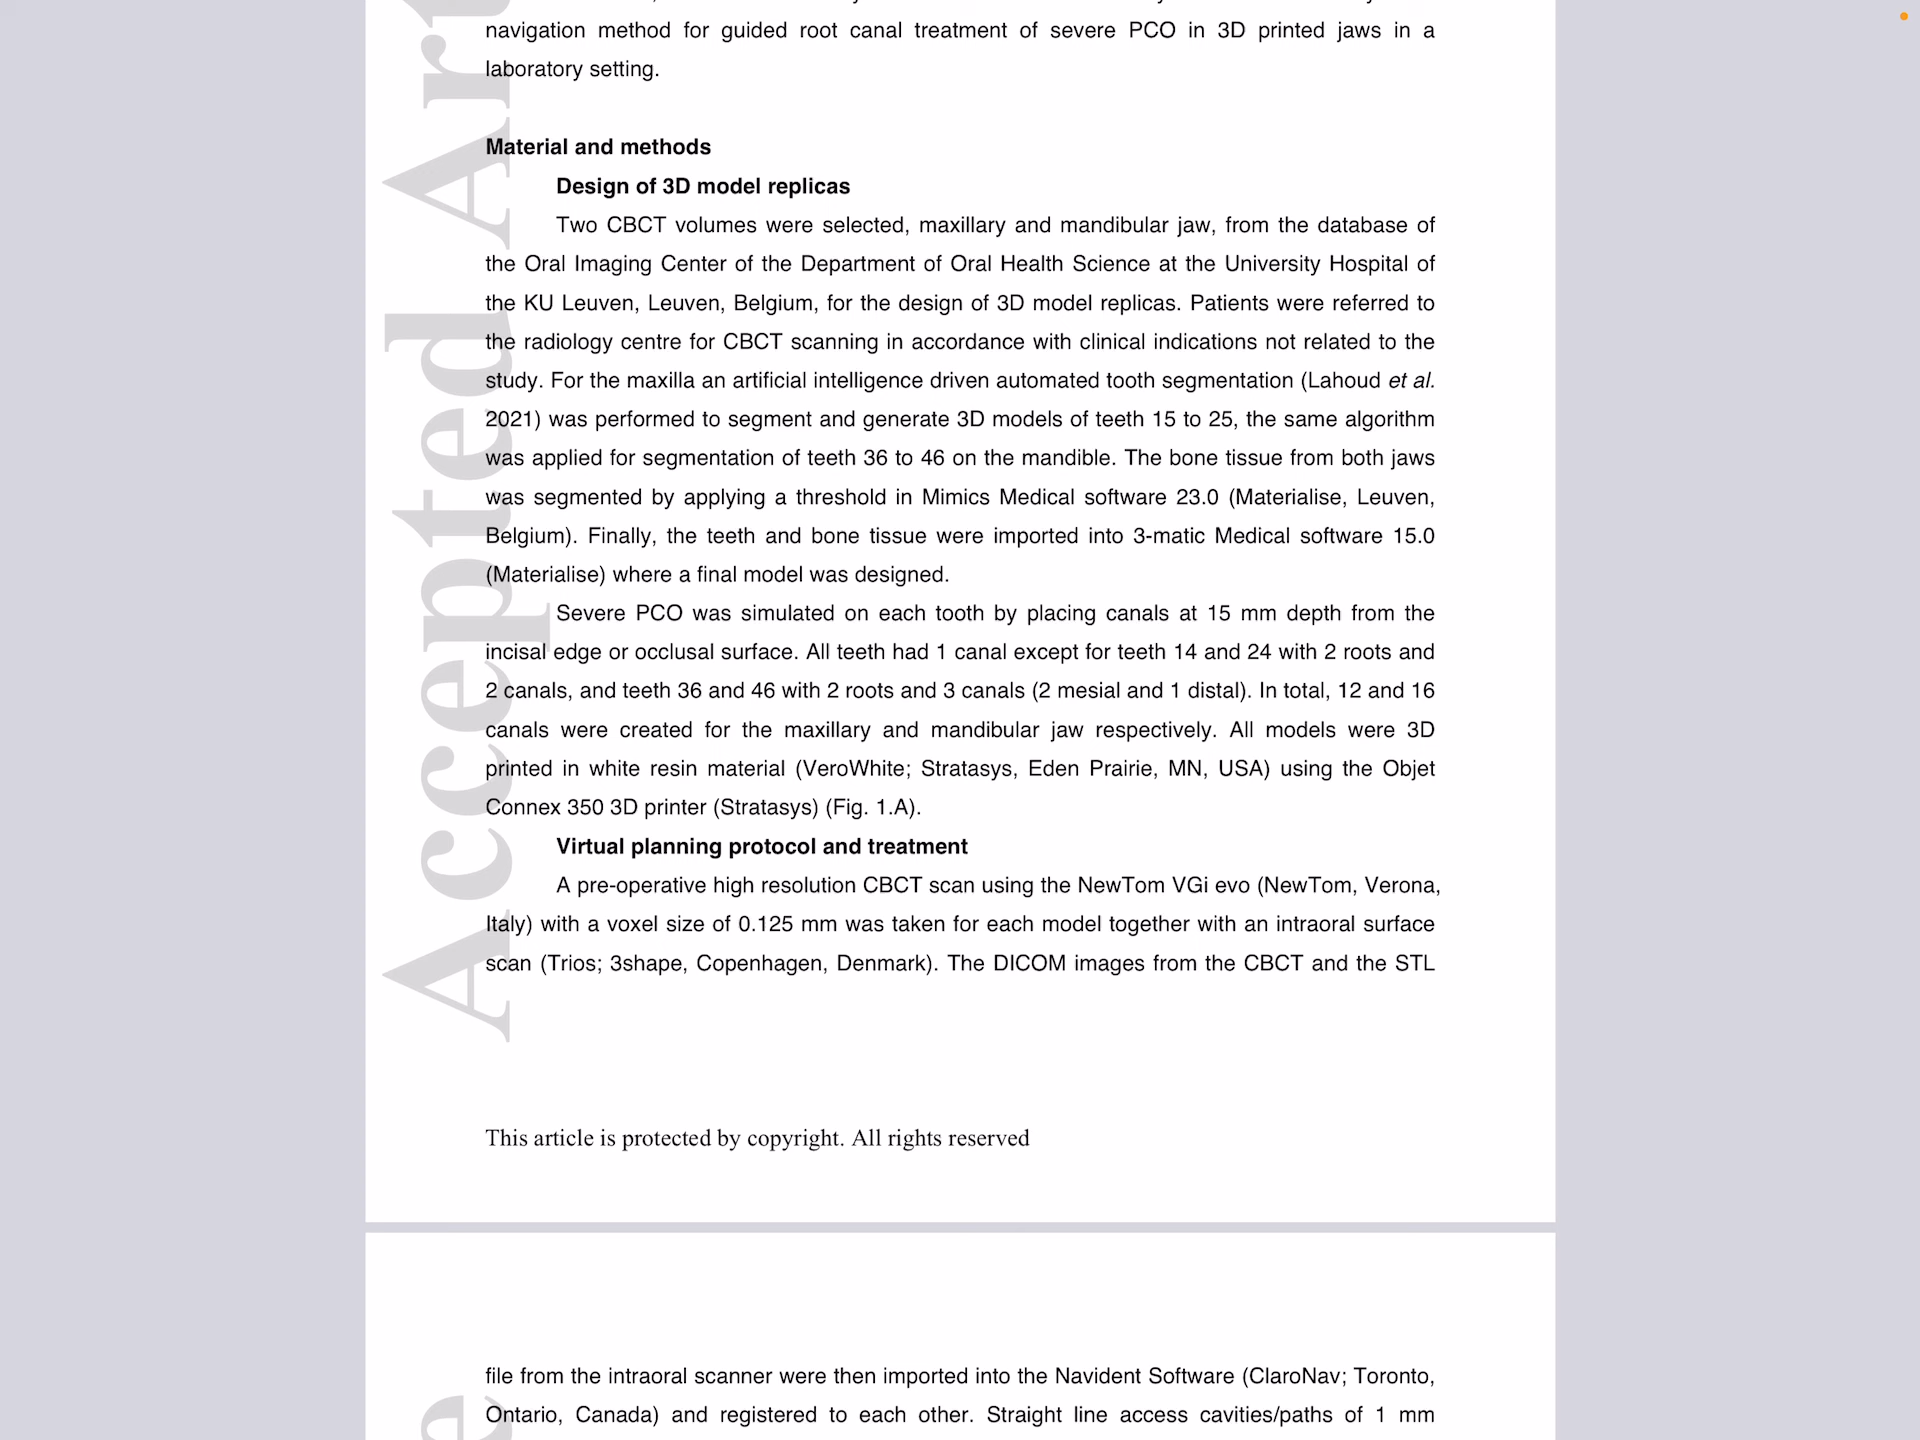 navigation method for guided root canal treatment of severe PCO in 3D printed jaws in a
laboratory setting.
Material and methods
Design of 3D model replicas
Two CBCT volumes were selected, maxillary and mandibular jaw, from the database of
the Oral Imaging Center of the Department of Oral Health Science at the University Hospital of
the KU Leuven, Leuven, Belgium, for the design of 3D model replicas. Patients were referred to
the radiology centre for CBCT scanning in accordance with clinical indications not related to the
study. For the maxilla an artificial intelligence driven automated tooth segmentation (Lahoud et al.
2021) was performed to segment and generate 3D models of teeth 15 to 25, the same algorithm
was applied for segmentation of teeth 36 to 46 on the mandible. The bone tissue from both jaws
was segmented by applying a threshold in Mimics Medical software 23.0 (Materialise, Leuven,
Belgium). Finally, the teeth and bone tissue were imported into 3-matic Medical software 15.0
(Materialise) where a final model was designed.
Severe PCO was simulated on each tooth by placing canals at 15 mm depth from the
incisal edge or occlusal surface. All teeth had 1 canal except for teeth 14 and 24 with 2 roots and
2 canals, and teeth 36 and 46 with 2 roots and 3 canals (2 mesial and 1 distal). In total, 12 and 16
canals were created for the maxillary and mandibular jaw respectively. All models were 3D
printed in white resin material (VeroWhite; Stratasys, Eden Prairie, MN, USA) using the Objet
Connex 350 3D printer (Stratasys) (Fig. 1.A).
Virtual planning protocol and treatment
A pre-operative high resolution CBCT scan using the NewTom VGi evo (NewTom, Verona,
Italy) with a voxel size of 0.125 mm was taken for each model together with an intraoral surface
scan (Trios; 3shape, Copenhagen, Denmark). The DICOM images from the CBCT and the STL
Accepted Art
This article is protected by copyright. All rights reserved
file from the intraoral scanner were then imported into the Navident Software (ClaroNav; Toronto,
Ontario, Canada) and registered to each other. Straight line access cavities/paths of 1 mm
e